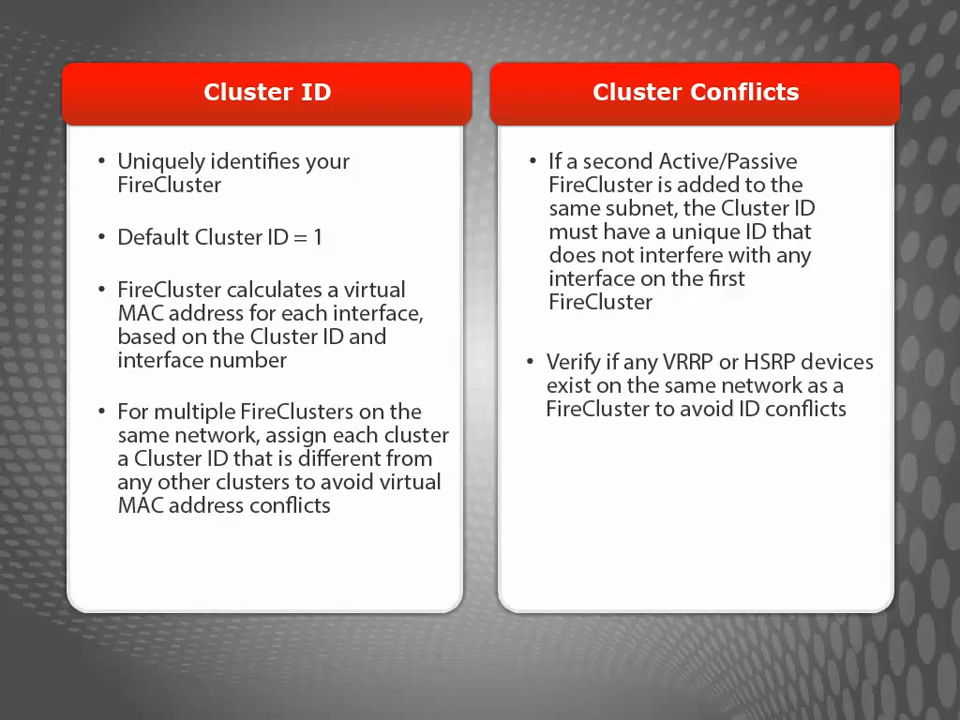 Cluster ID
• Uniquely identifies your
FireCluster
• Default Cluster ID = 1
• FireCluster calculates a virtual
MAC address for each interface,
based on the Cluster ID and
interface number
• For multiple FireClusters on the
same network, assign each cluster
a Cluster ID that is different from
any other clusters to avoid virtual
MAC address conflicts
Cluster Conflicts
• If a second Active/Passive
FireCluster is added to the
same subnet, the Cluster ID
must have a unique ID that
does not interfere with any
interface on the first
FireCluster
• Verify if any VRRP or HSRP devices
exist on the same network as a
FireCluster to avoid ID conflicts